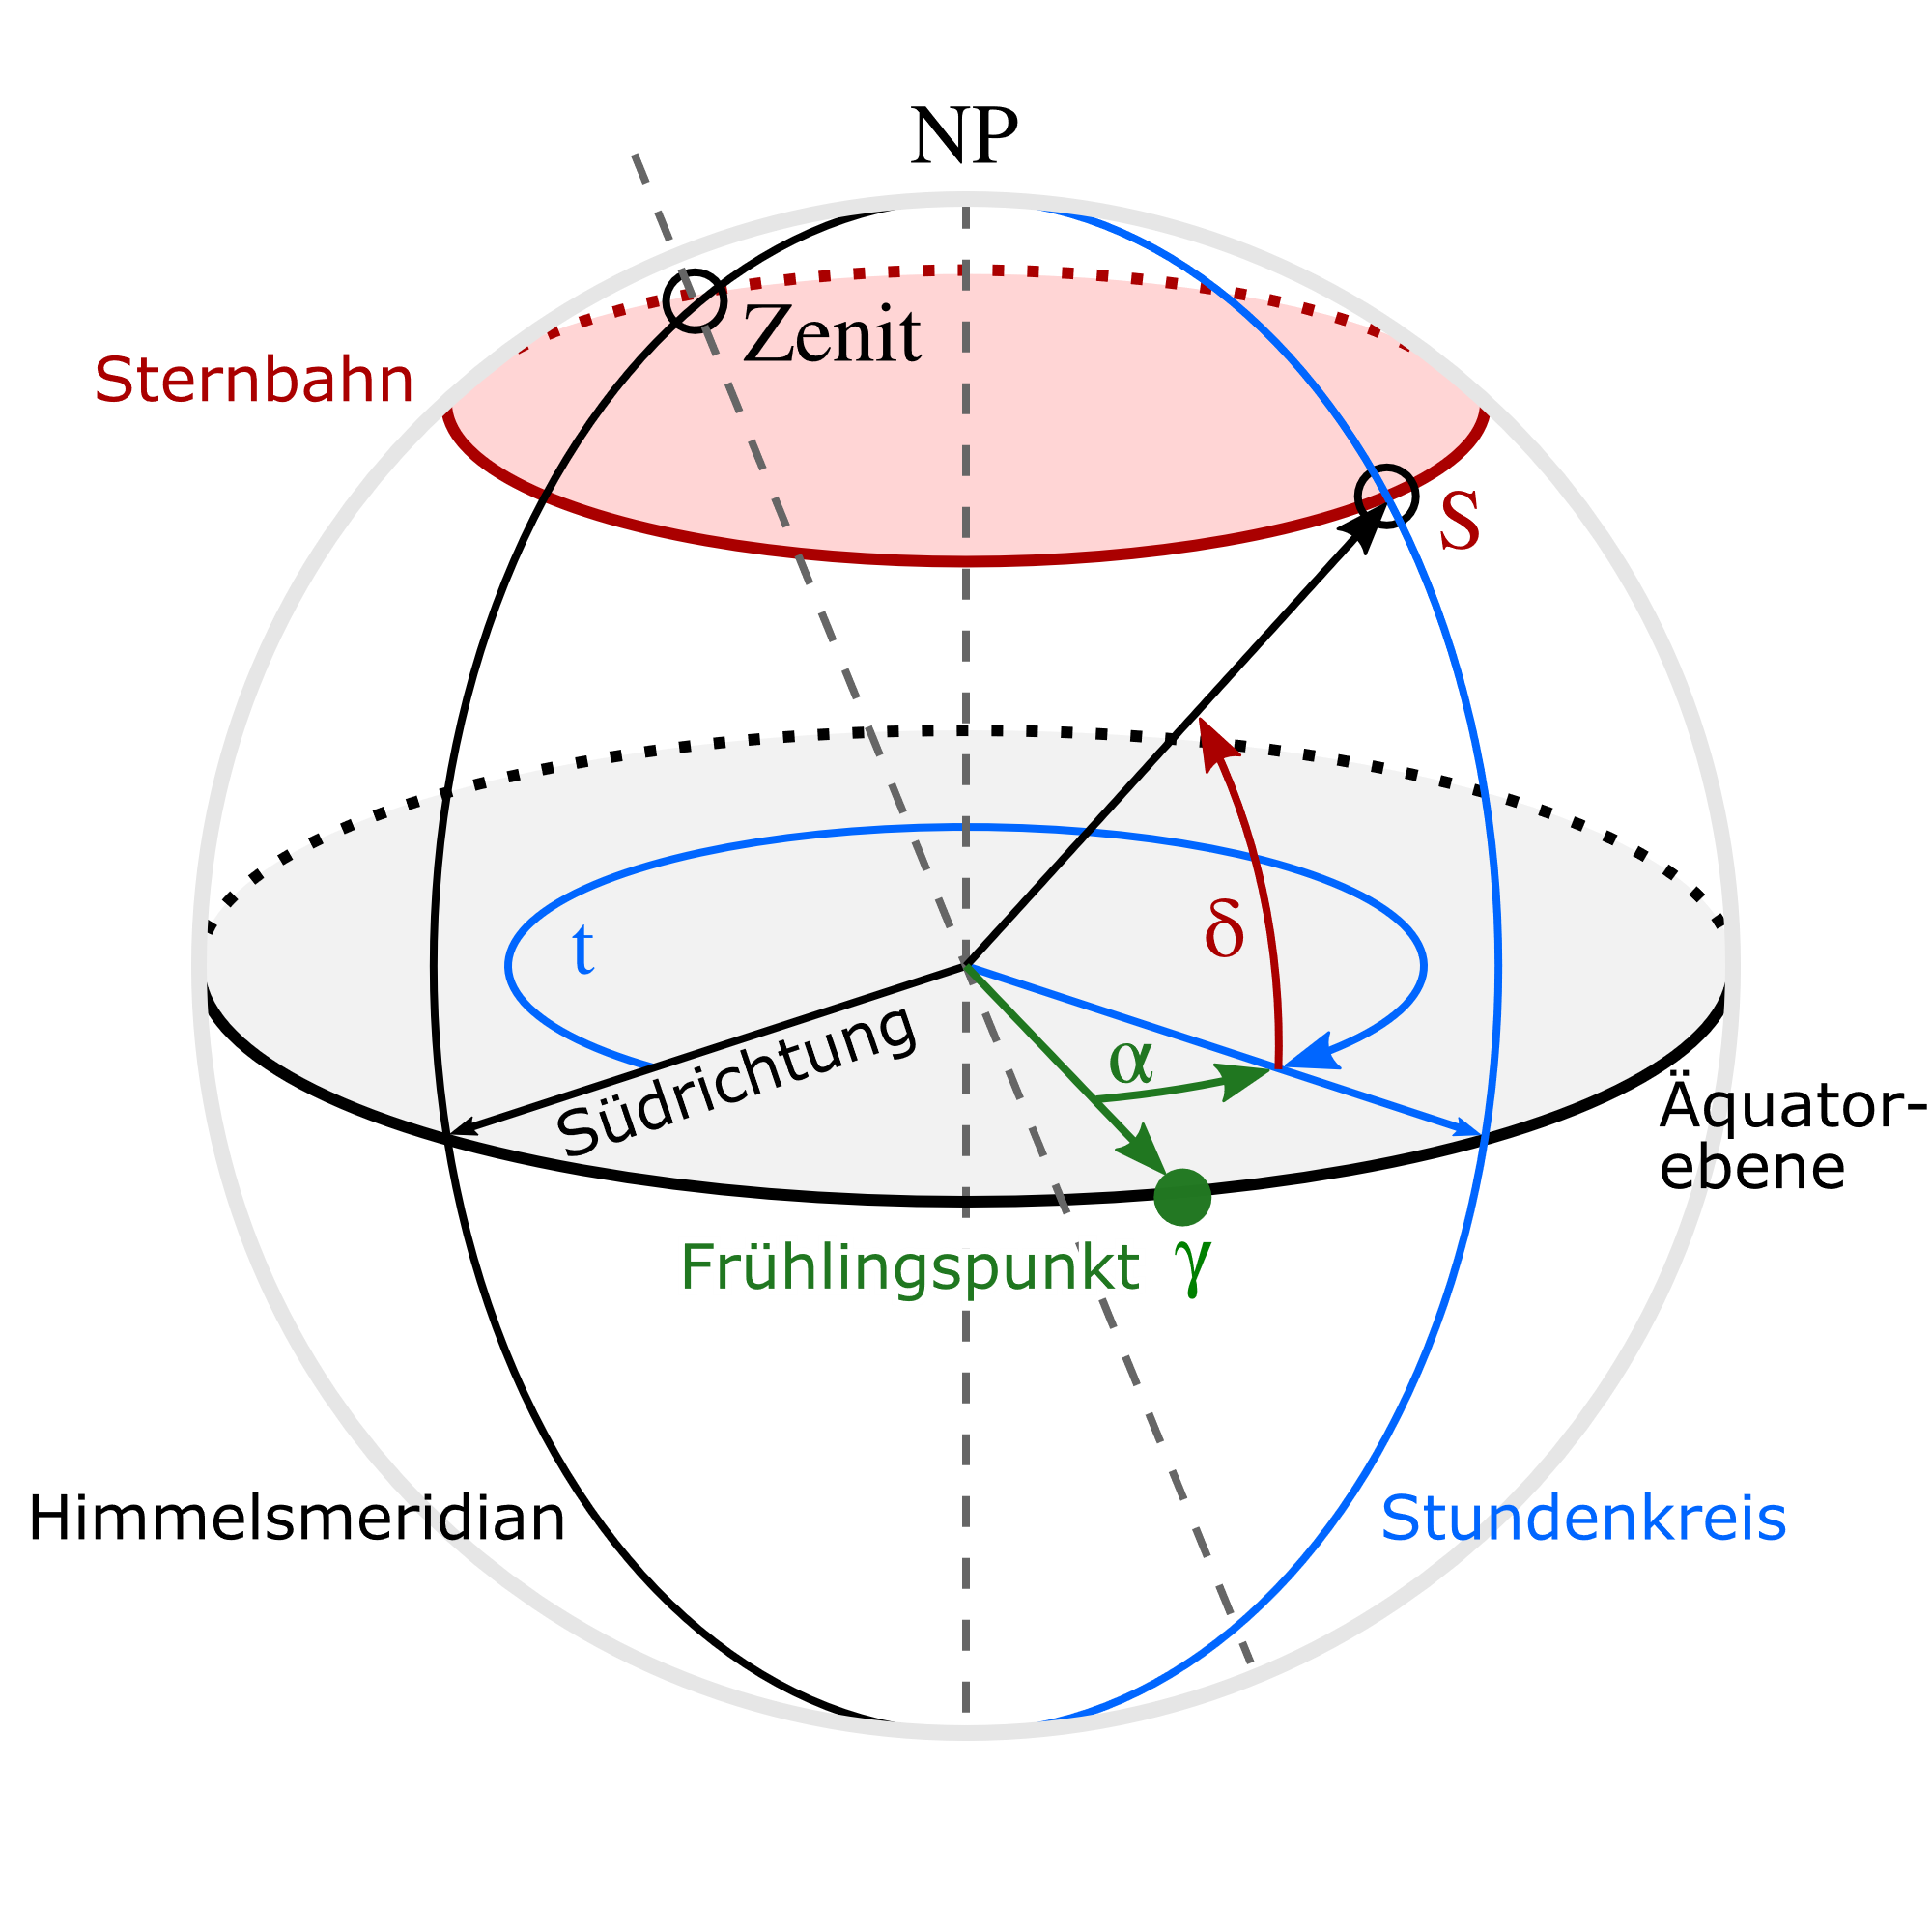 NP
Zenit
Sternbahn
S
t
δ
Südrichtung
α
Äquator-
ebene
Frühlingspunkt γ
Himmelsmeridian
Stundenkreis